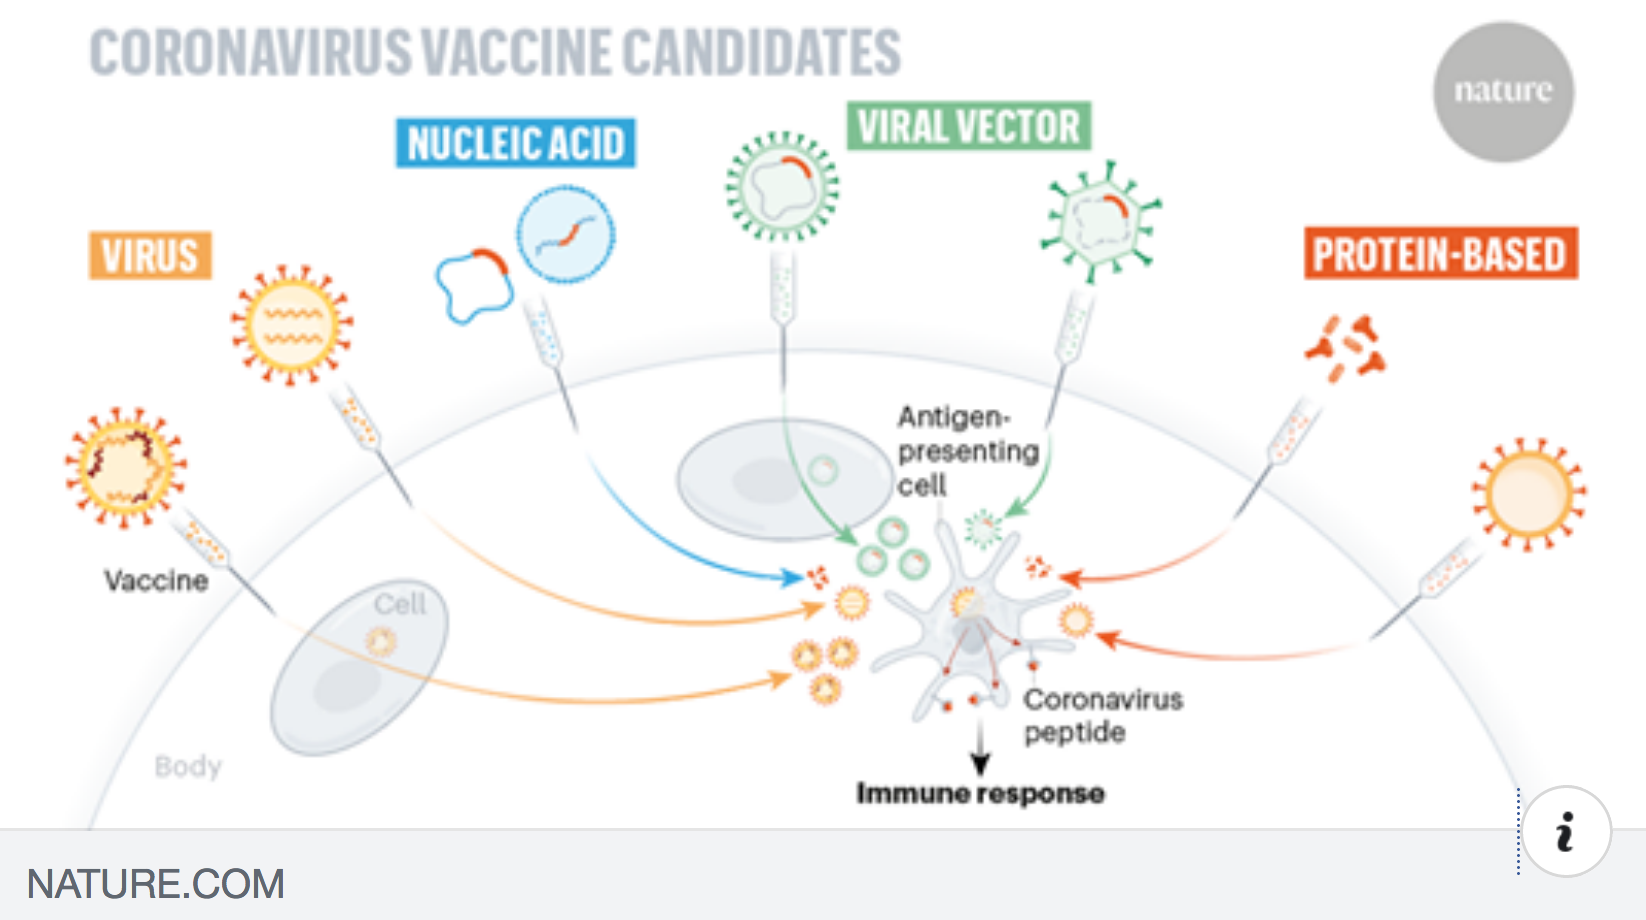 CORONAVIRUS VACCINE CANDIDATES
nature
NUCLEIC ACID
VIRAL VECTOR
VIRUS
PROTEIN-BASED
Antigen-
presenting
cell
Vaccine
Cell
Coronavirus
peptide
Body
Immune response
i
NATURE.COM